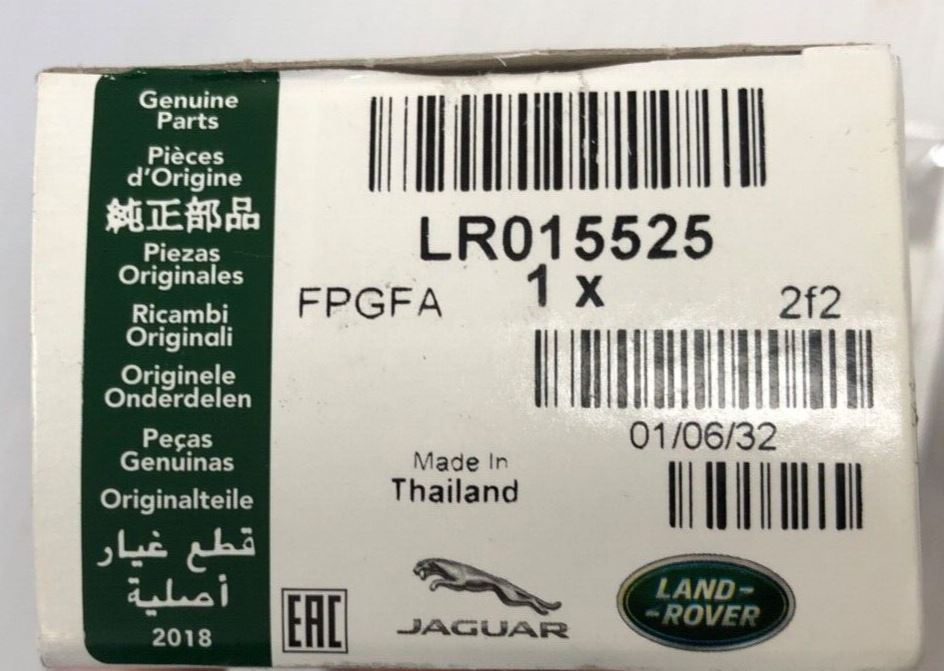 Genuine
Parts
Pièces
d'Origine
純正部品
Piezas
Originales
Ricambi
Originali
Originele
Onderdelen
Peças
Genuinas
Originalteile
قطع غيار
أصلية
2018
LR015525
1 x
FPGFA
2f2
01/06/32
Made In
Thailand
EAC
JAGUAR
LAND-
-ROVER